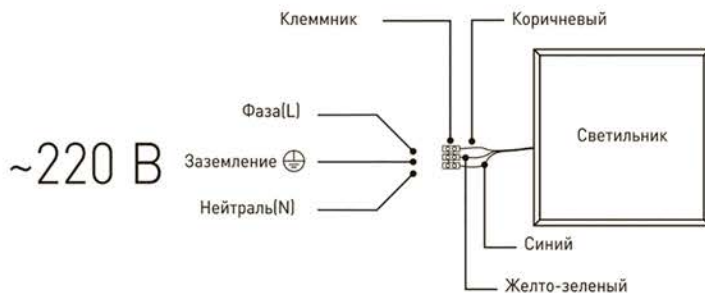 Клеммник
Коричневый
Фаза(L)
~220 В
Заземление
Светильник
Нейтраль(N)
Синий
Желто-зеленый